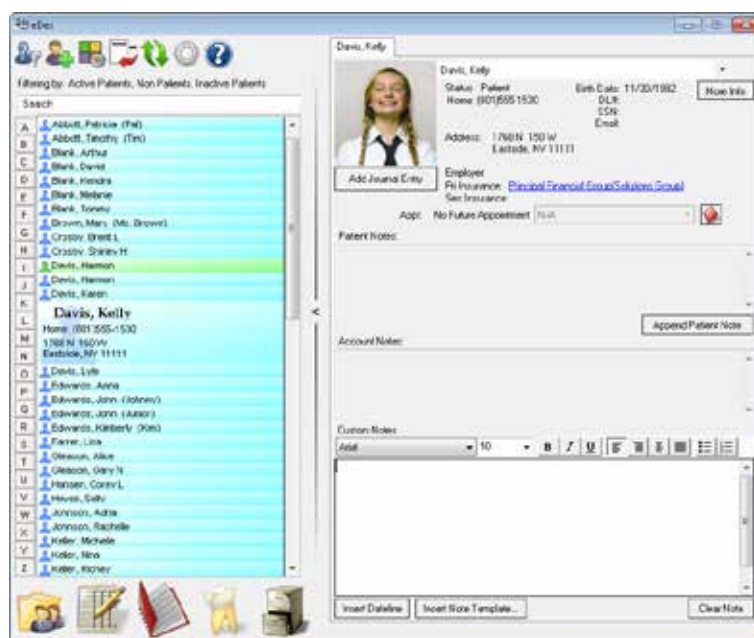 Filtering by: Active Patients, Non Patients, Inactive Patients
Search
A
B
C
D
E
F
G
H
I
J
K
L
M
N
O
P
Q
R
S
T
U
V
W
X
Y
Z
Abbott, Patricia (Pat)
Abbott, Timothy (Tim)
Blank, Arthur
Blank, David
Blank, Kendra
Blank, Melanie
Blank, Tommy
Brown, Mary (Ms. Brown)
Crosby, Brent L
Crosby, Shirley H
Davis, Harmon
Davis, Harmon
Davis, Karen
Davis, Kelly
Home: (801)555-1530
1768 N 150 W
Eastside, NV 11111
Davis, Lyle
Edwards, Anna
Edwards, John (Johnny)
Edwards, John (Junior)
Edwards, Kimberly (Kim)
Farrer, Lisa
Gleason, Alice
Gleason, Gary N
Hansen, Corey L
Hayes, Sally
Johnson, Adria
Johnson, Rachelle
Keller, Michele
Keller, Nina
Keller, Richey
<
Davis, Kelly
Davis, Kelly
Status: Patient
Birth Date: 11/30/1992
More Info
Home: (801)555-1530
DL#:
SSN:
Email:
Address: 1768 N 150 W
Eastside, NV 11111
Add Journal Entry
Employer
Pri Insurance: Principal Financial Group(Solutions Group)
Sec Insurance
Appt: No Future Appointment N/A
Patient Notes:
Append Patient Note
Account Notes:
Custom Notes:
Arial 10 B I U
Insert Dateline
Insert Note Template...
Clear Note